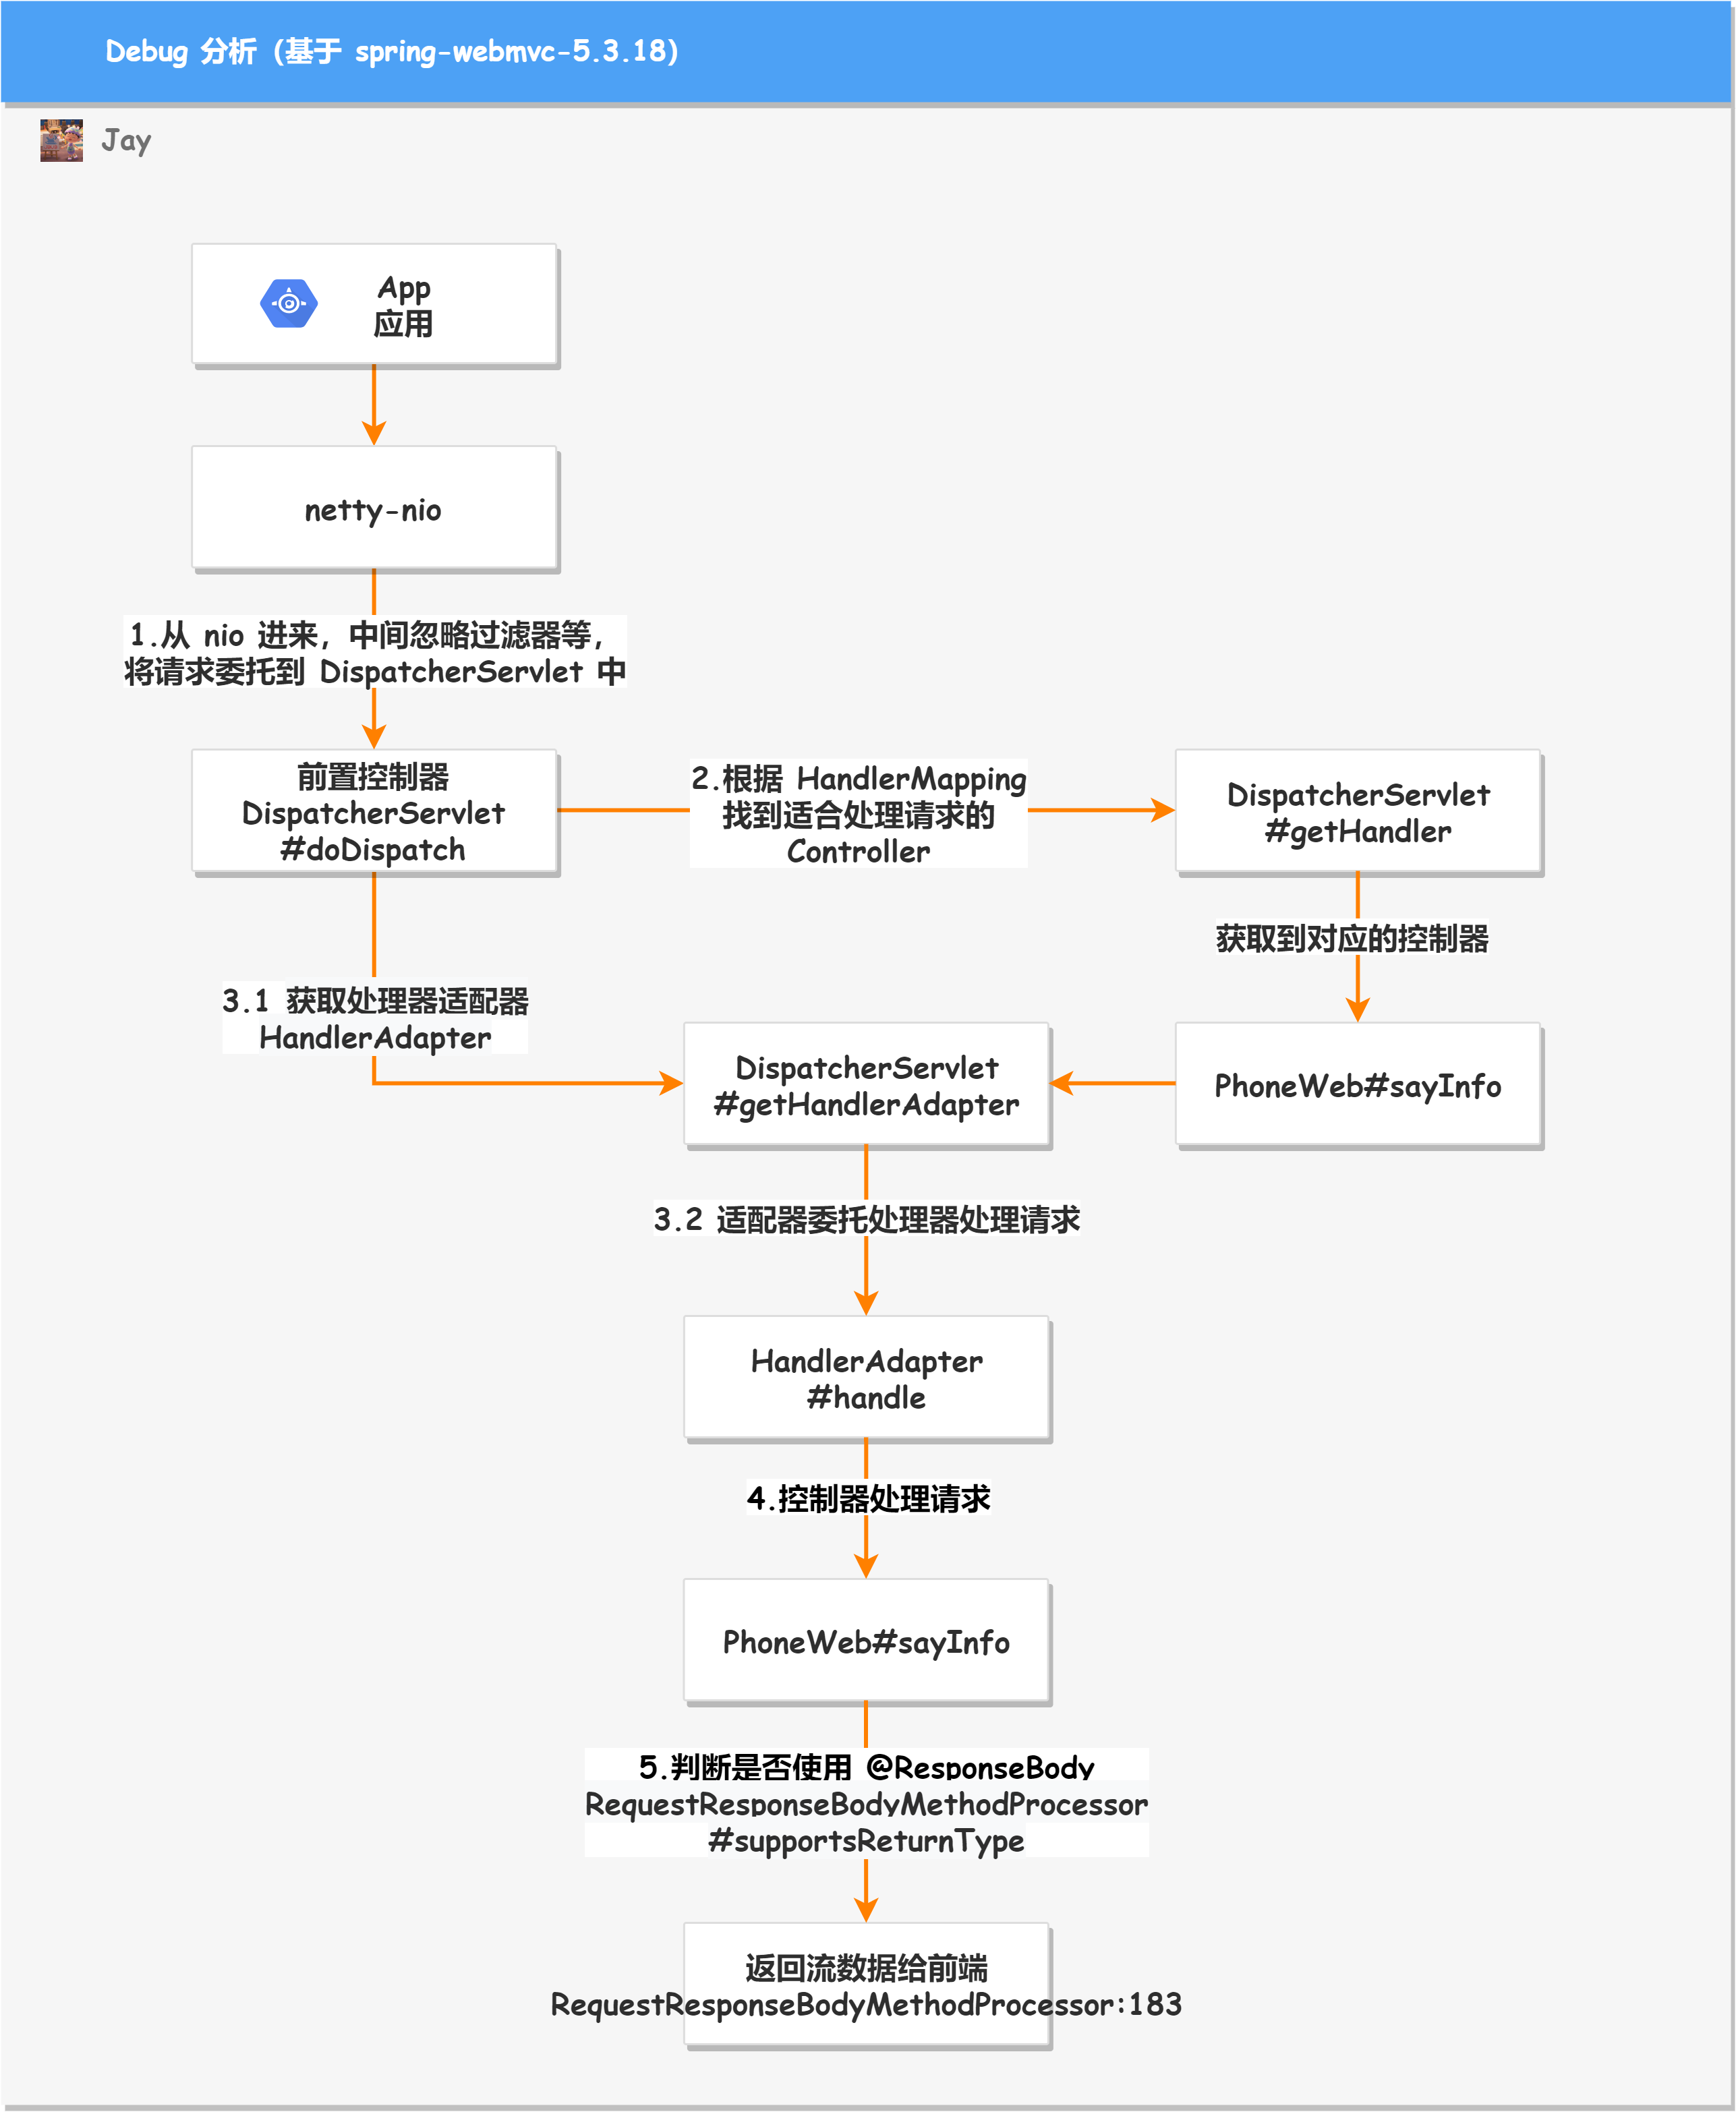 Debug 分析 (基于 spring-webmvc-5.3.18)
Jay
App
应用
netty-nio
1.从 nio 进来，中间忽略过滤器等，
将请求委托到 DispatcherServlet 中
前置控制器
DispatcherServlet
#doDispatch
2.根据 HandlerMapping
找到适合处理请求的
Controller
DispatcherServlet
#getHandler
获取到对应的控制器
3.1 获取处理器适配器
HandlerAdapter
DispatcherServlet
#getHandlerAdapter
PhoneWeb#sayInfo
3.2 适配器委托处理器处理请求
HandlerAdapter
#handle
4.控制器处理请求
PhoneWeb#sayInfo
5.判断是否使用 @ResponseBody
RequestResponseBodyMethodProcessor
#supportsReturnType
返回流数据给前端
RequestResponseBodyMethodProcessor:183